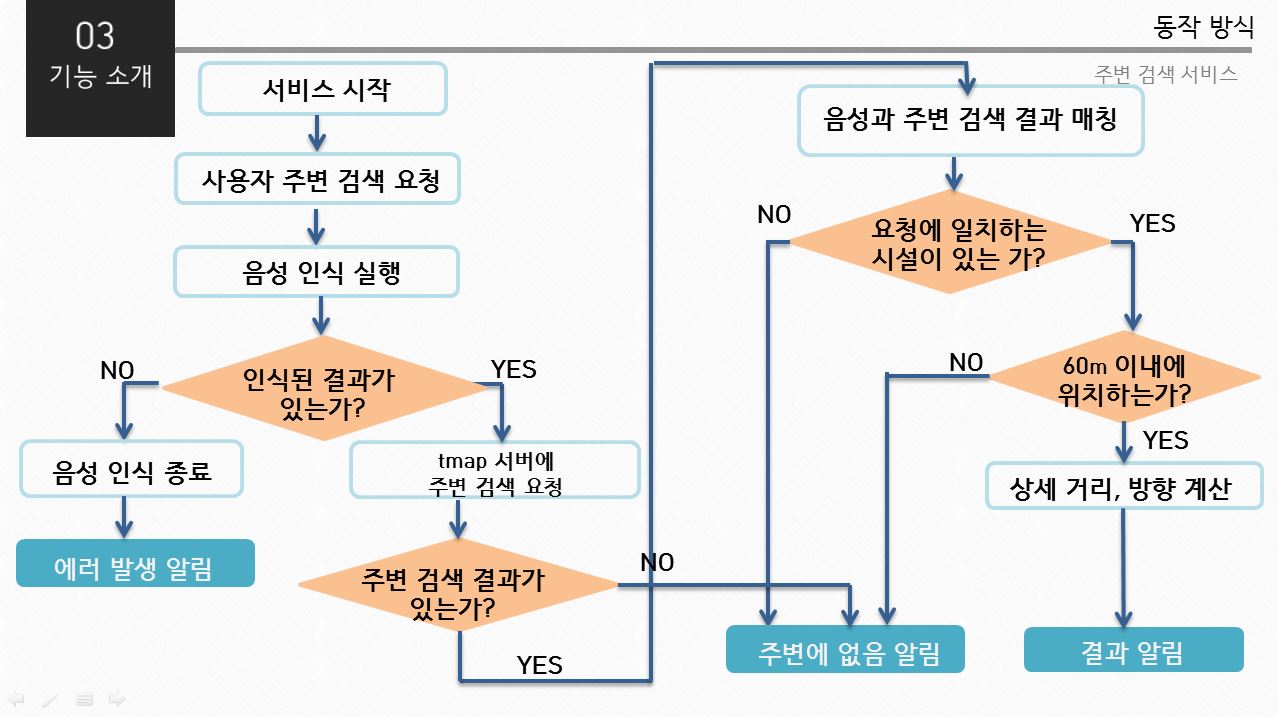 03
기능 소개
동작 방식
주변 검색 서비스
서비스 시작
사용자 주변 검색 요청
음성 인식 실행
인식된 결과가
있는가?
NO
YES
음성 인식 종료
에러 발생 알림
tmap 서버에
주변 검색 요청
주변 검색 결과가
있는가?
NO
YES
음성과 주변 검색 결과 매칭
요청에 일치하는
시설이 있는 가?
NO
YES
60m 이내에
위치하는가?
NO
YES
상세 거리, 방향 계산
주변에 없음 알림
결과 알림